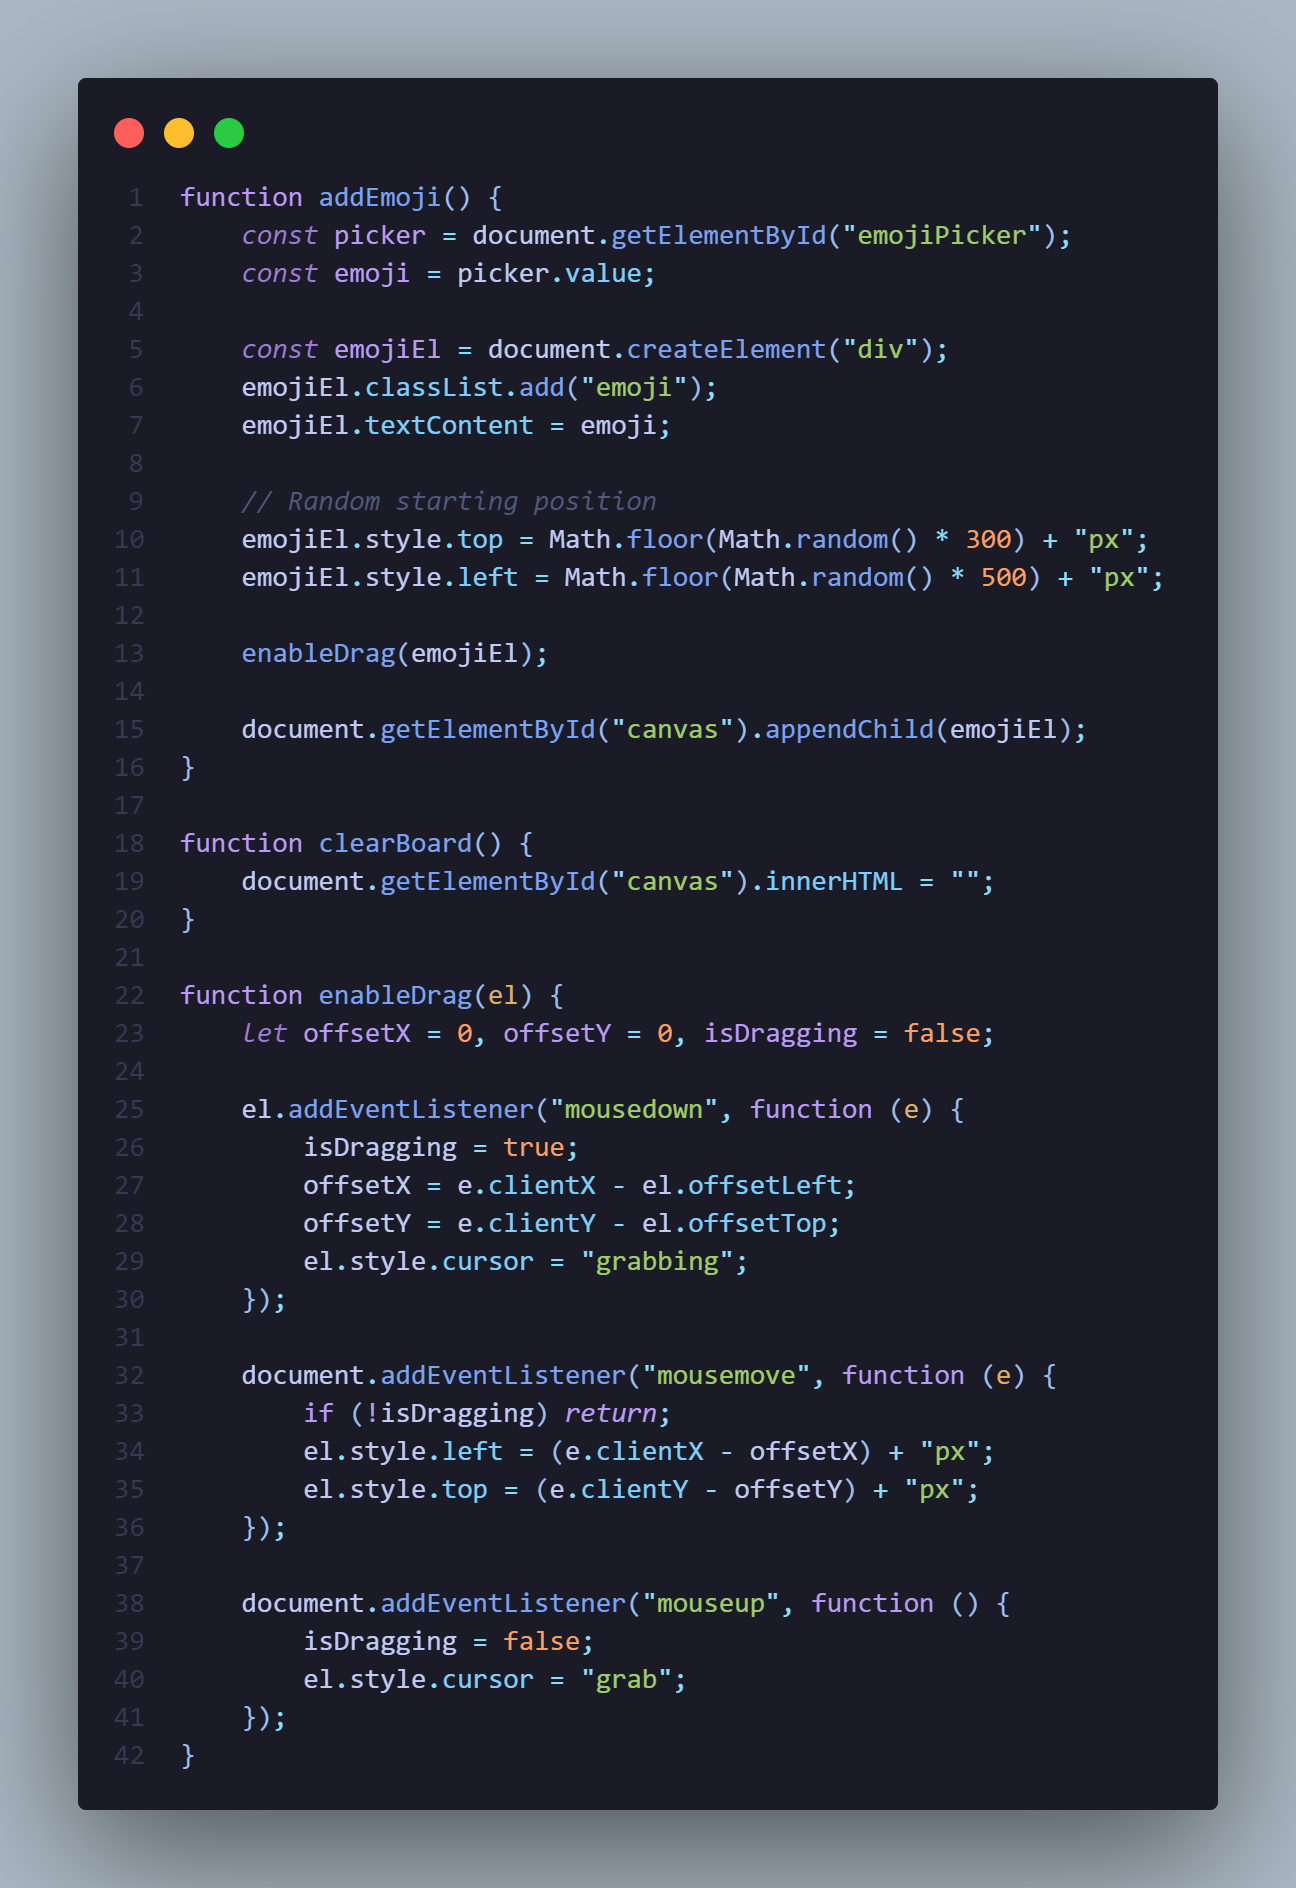 1 function addEmoji() {
2     const picker = document.getElementById("emojiPicker");
3     const emoji = picker.value;
4
5     const emojiEl = document.createElement("div");
6     emojiEl.classList.add("emoji");
7     emojiEl.textContent = emoji;
8
9     // Random starting position
10     emojiEl.style.top = Math.floor(Math.random() * 300) + "px";
11     emojiEl.style.left = Math.floor(Math.random() * 500) + "px";
12
13     enableDrag(emojiEl);
14
15     document.getElementById("canvas").appendChild(emojiEl);
16 }
17
18 function clearBoard() {
19     document.getElementById("canvas").innerHTML = "";
20 }
21
22 function enableDrag(el) {
23     let offsetX = 0, offsetY = 0, isDragging = false;
24
25     el.addEventListener("mousedown", function (e) {
26         isDragging = true;
27         offsetX = e.clientX - el.offsetLeft;
28         offsetY = e.clientY - el.offsetTop;
29         el.style.cursor = "grabbing";
30     });
31
32     document.addEventListener("mousemove", function (e) {
33         if (!isDragging) return;
34         el.style.left = (e.clientX - offsetX) + "px";
35         el.style.top = (e.clientY - offsetY) + "px";
36     });
37
38     document.addEventListener("mouseup", function () {
39         isDragging = false;
40         el.style.cursor = "grab";
41     });
42 }